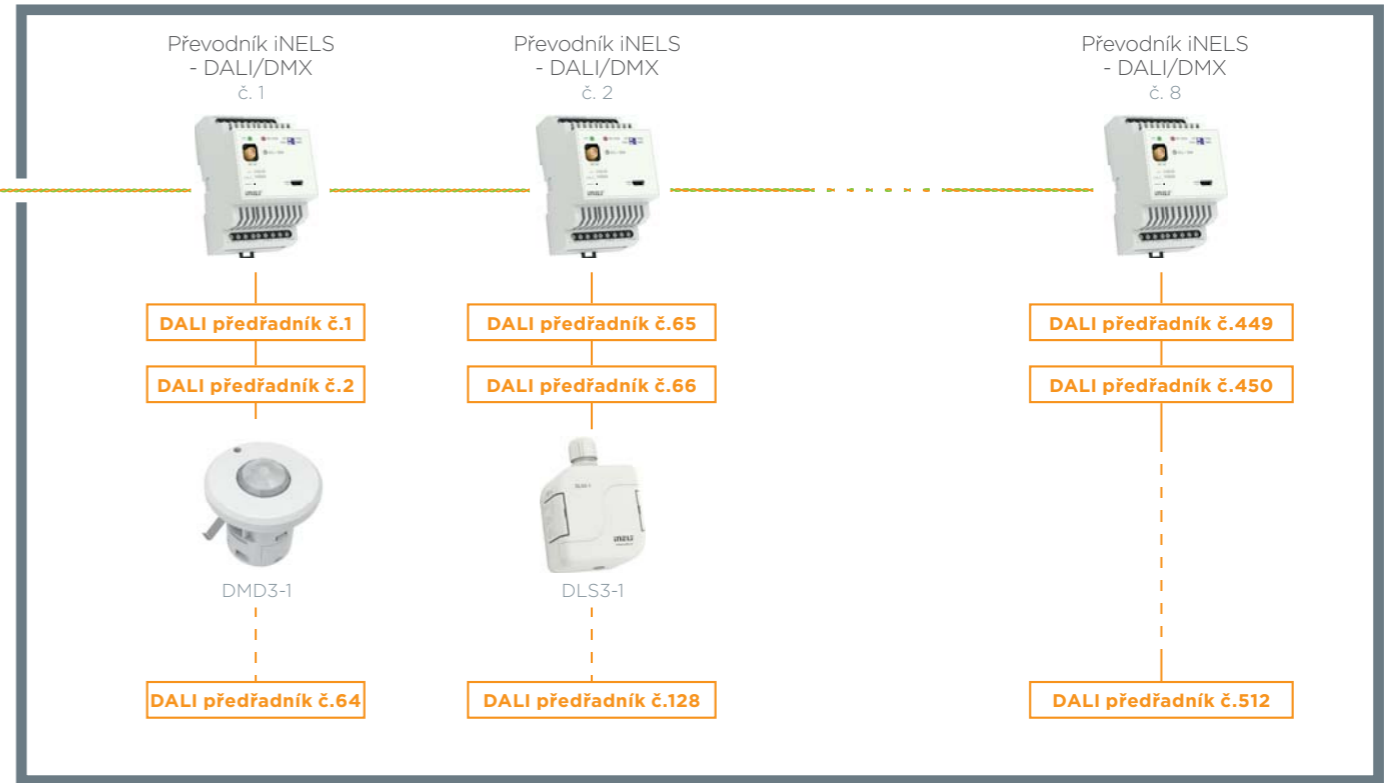 Převodník iNELS
- DALI/DMX
č. 1
Převodník iNELS
- DALI/DMX
č. 2
Převodník iNELS
- DALI/DMX
č. 8
DALI předřadník č.1
DALI předřadník č.65
DALI předřadník č.449
DALI předřadník č.2
DALI předřadník č.66
DALI předřadník č.450
DMD3-1
DLS3-1
DALI předřadník č.64
DALI předřadník č.128
DALI předřadník č.512